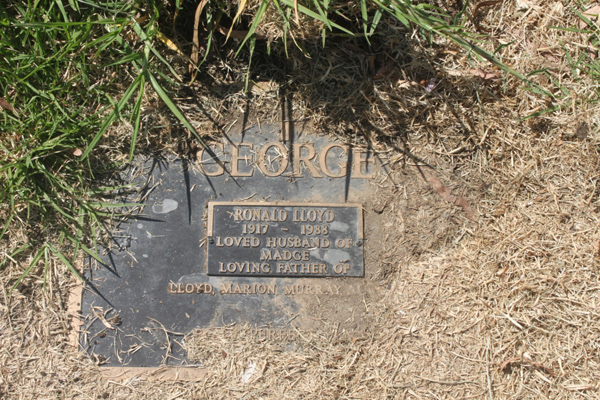 GEORGE
RONALD LLOYD
1917 - 1988
LOVED HUSBAND OF
MADGE
LOVING FATHER OF
LLOYD, MARION, MURRAY